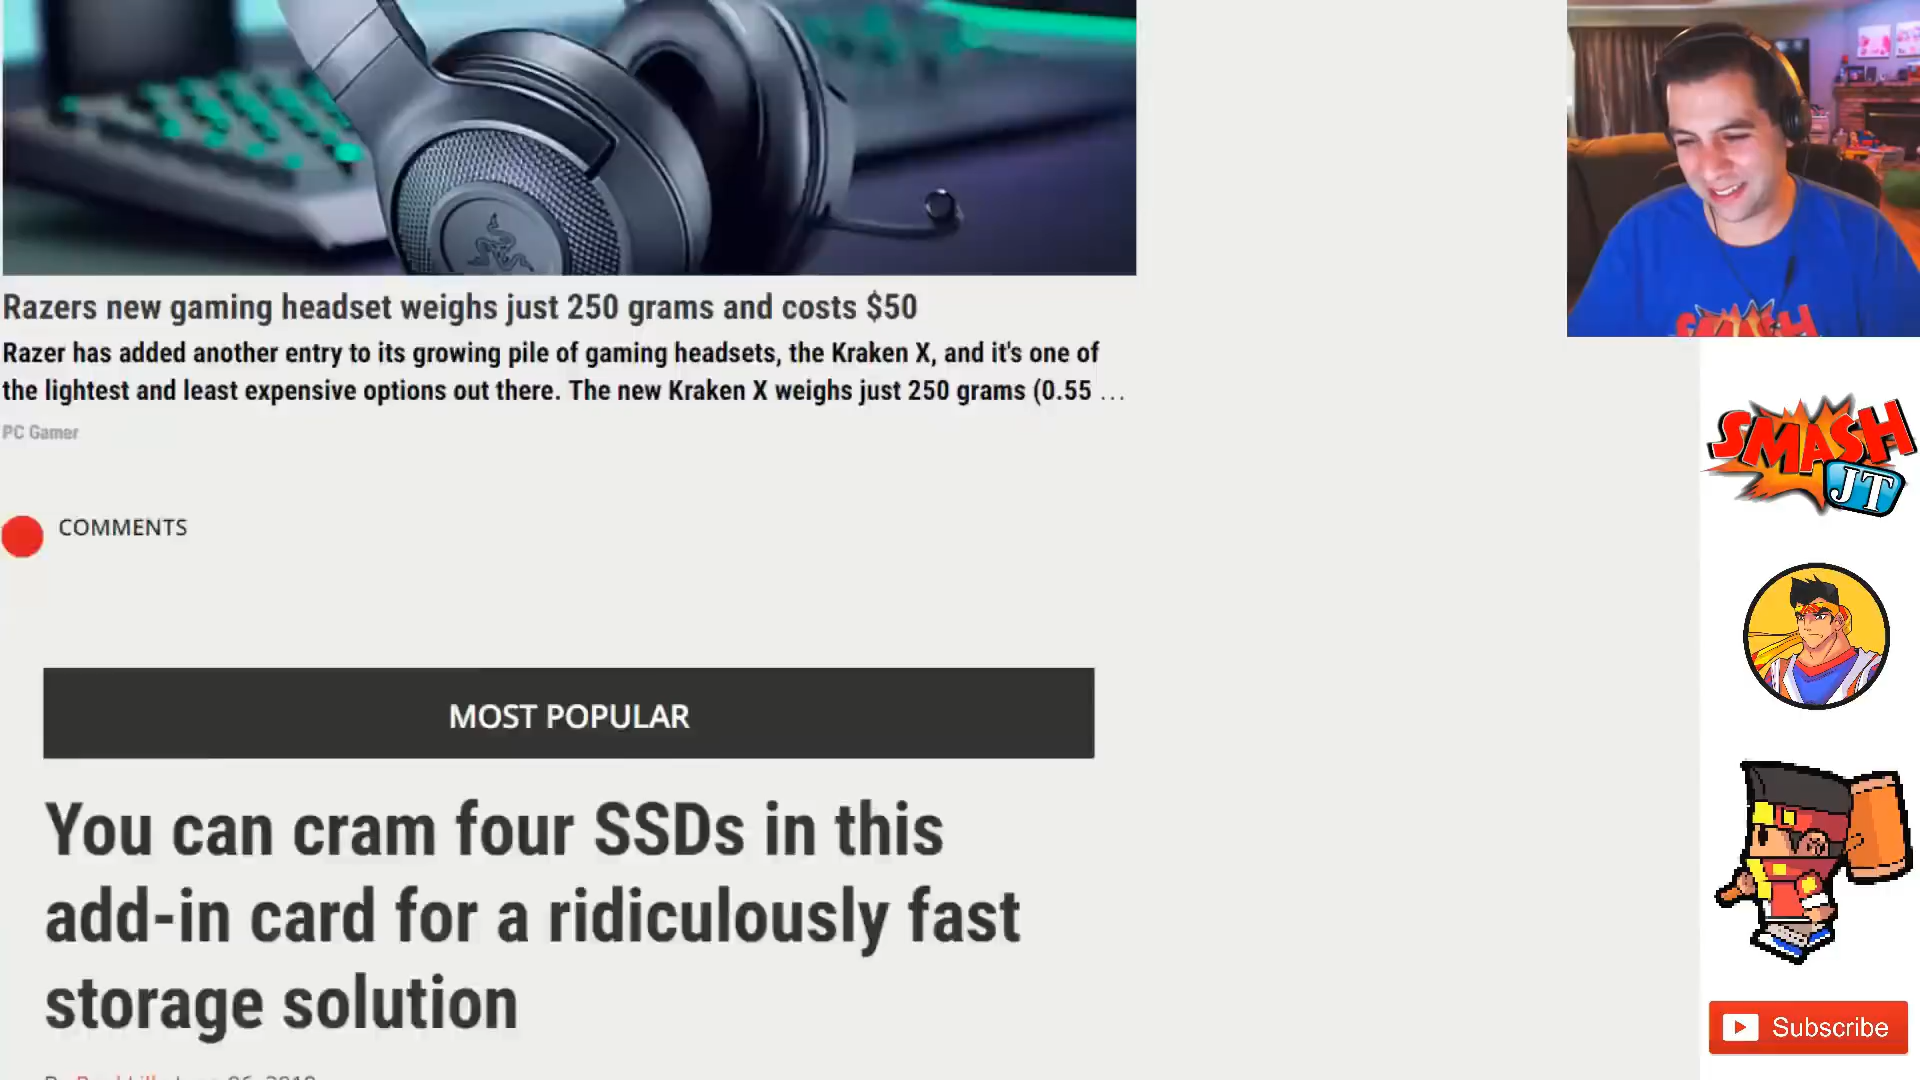 Razers new gaming headset weighs just 250 grams and costs $50
Razer has added another entry to its growing pile of gaming headsets, the Kraken X, and it's one of
the lightest and least expensive options out there. The new Kraken X weighs just 250 grams (0.55 ...
PC Gamer
COMMENTS
MOST POPULAR
You can cram four SSDs in this
add-in card for a ridiculously fast
storage solution
SMASH
JT
Subscribe